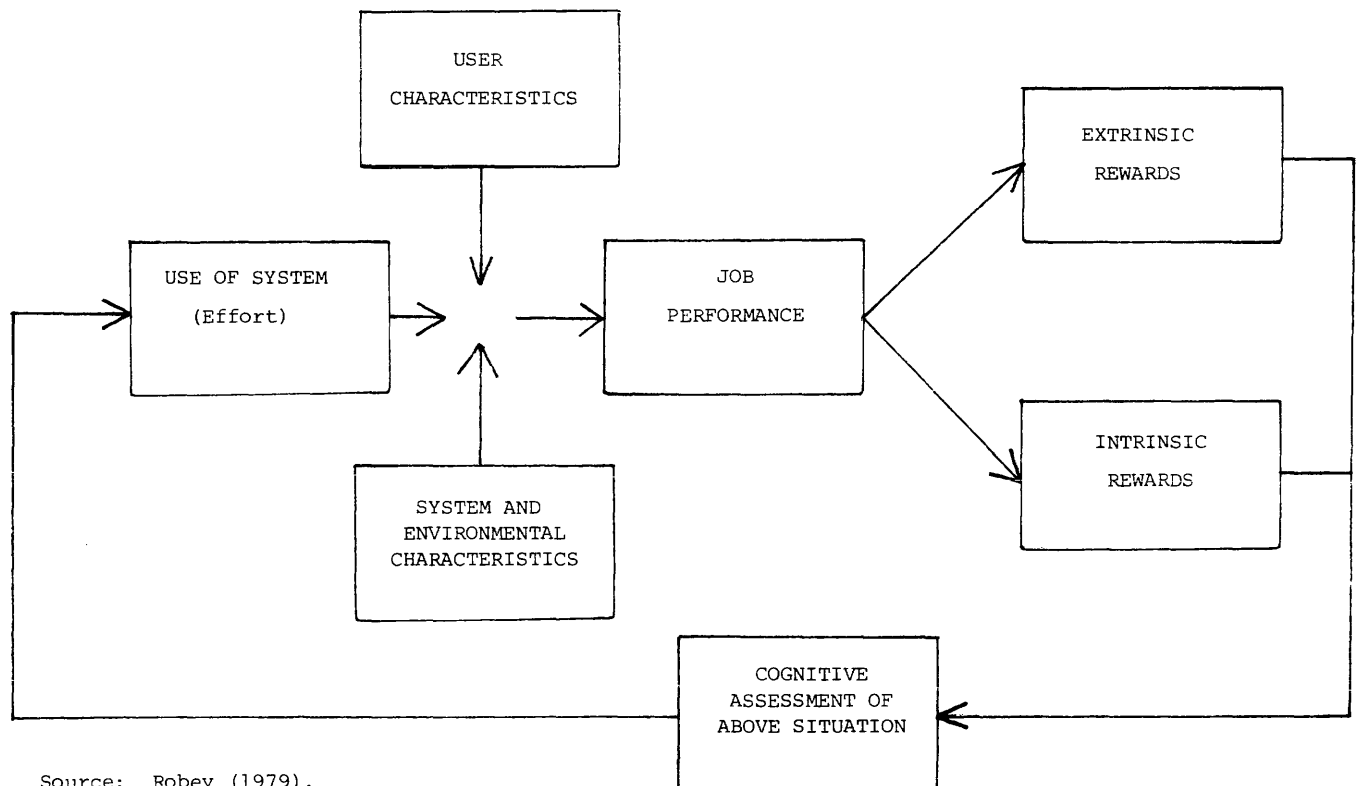 USER
CHARACTERISTICS
EXTRINSIC
REWARDS
USE OF SYSTEM
(Effort)
JOB
PERFORMANCE
INTRINSIC
REWARDS
SYSTEM AND
ENVIRONMENTAL
CHARACTERISTICS
COGNITIVE
ASSESSMENT OF
ABOVE SITUATION
Source: Robey (1979).